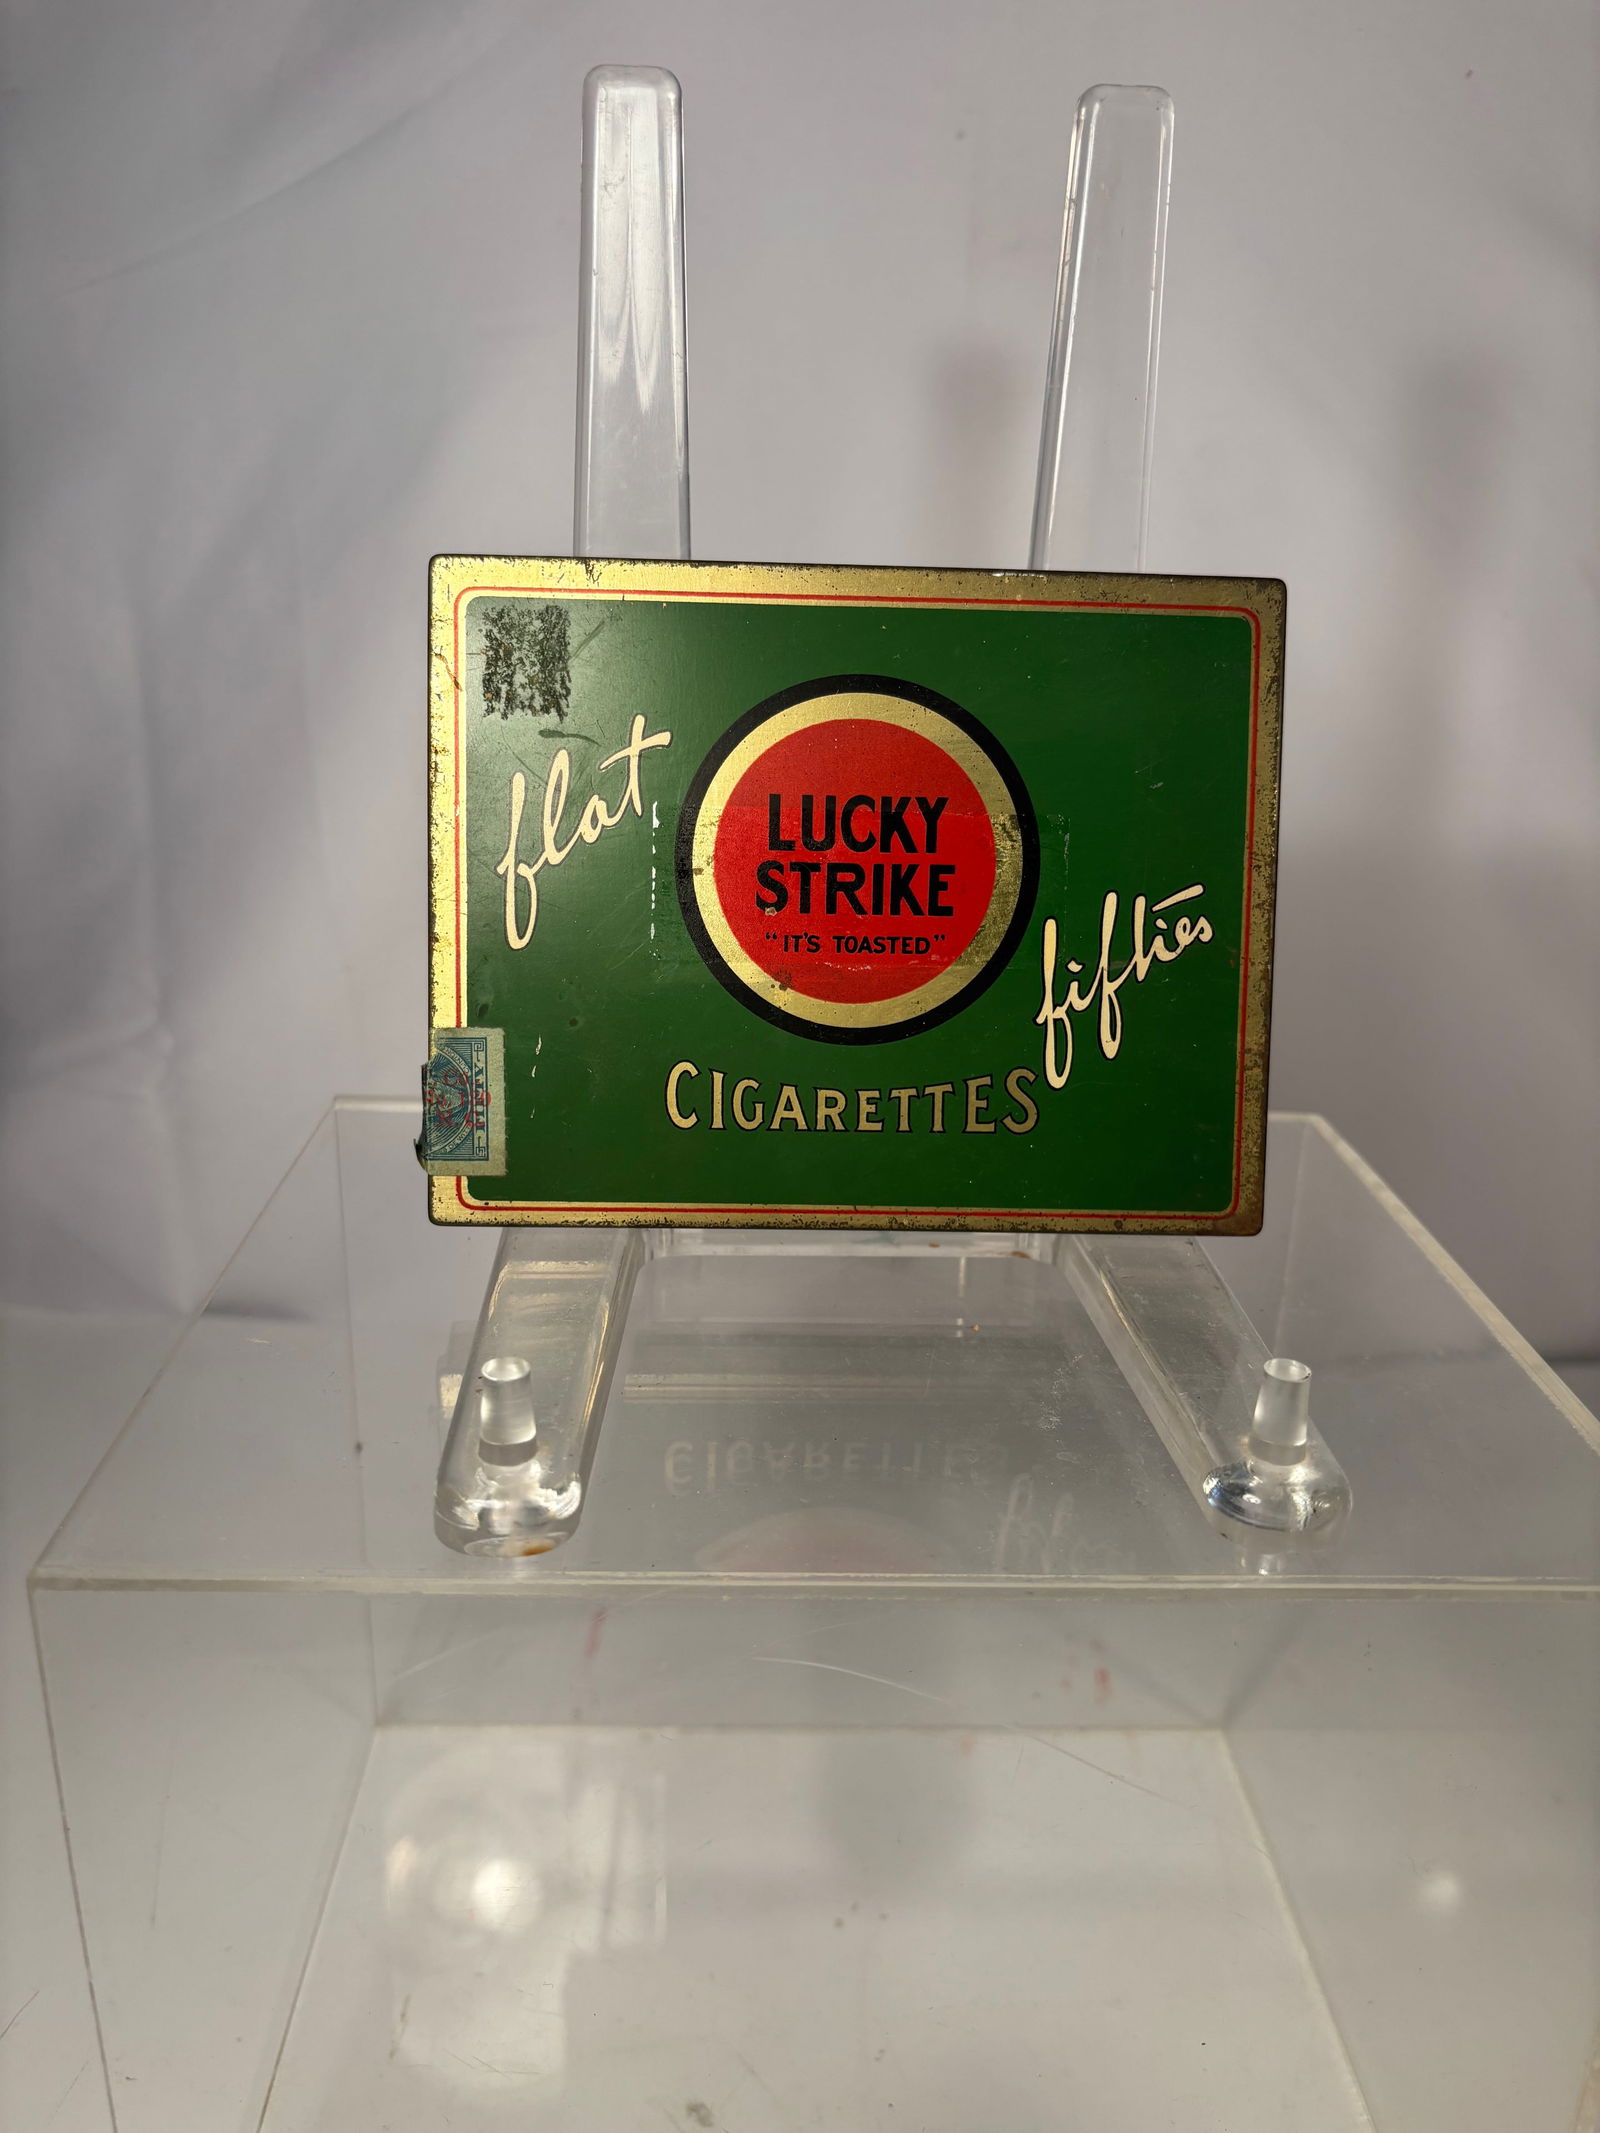 flat
LUCKY
STRIKE
"IT'S TOASTED"
fifties
CIGARETTES